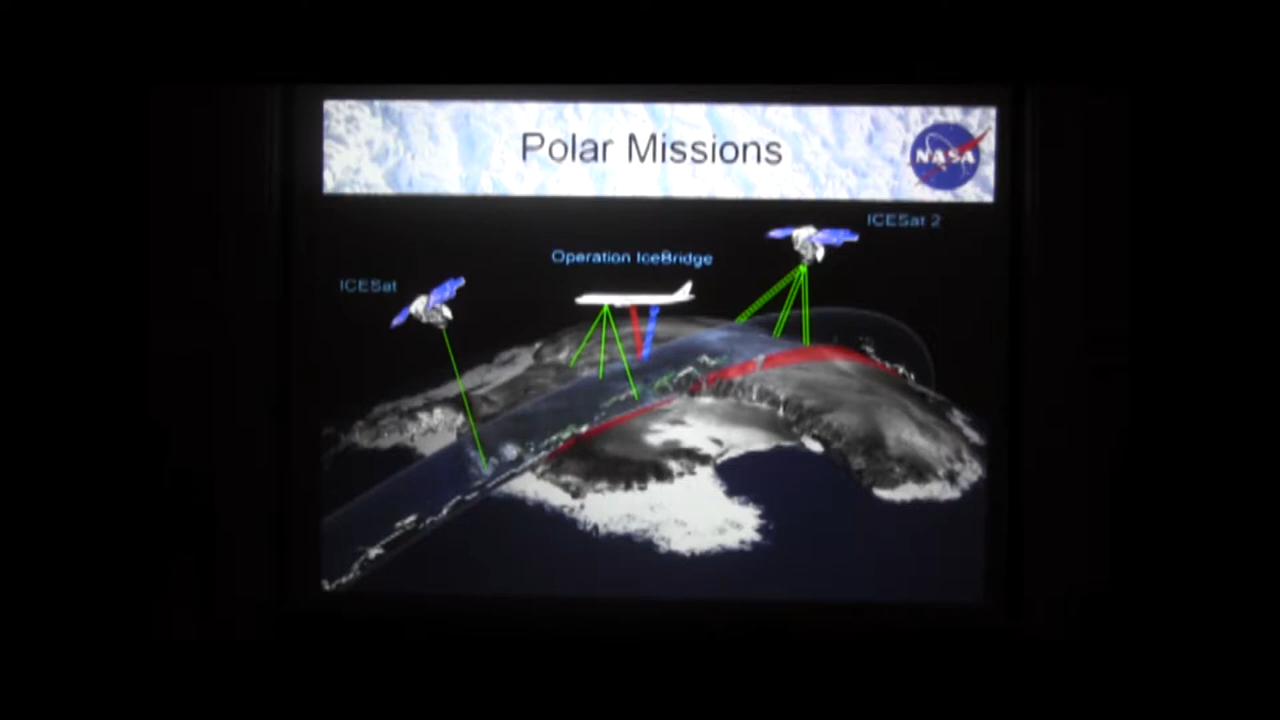 Polar Missions
NASA
ICESat 2
Operation IceBridge
ICESat